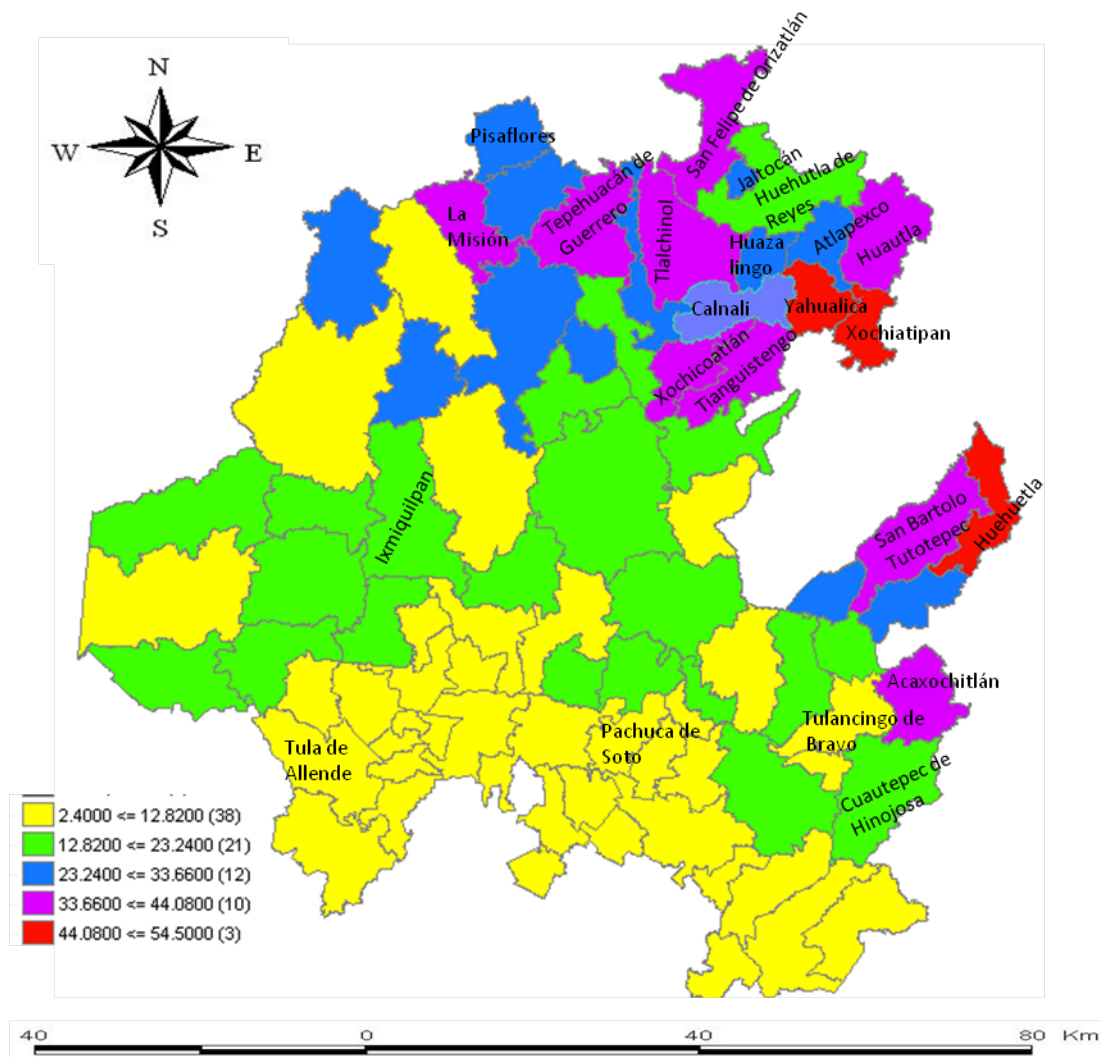 N
W
E
S
San Felipe de Orizatlán
Pisaflores
Jaltocán
Huehutla de
Reyes
Tepehuacán de
Guerrero
La
Misión
Tlalchinol
Huaza
lingo
Atlapexco
Huautla
Calnali
Yahualica
Xochiatipan
Xochicoatlán
Tianguistengo
Ixmiquilpan
San Bartolo
Tutotepec
Huehuetla
Acaxochitlán
Tulancingo de
Bravo
Pachuca de
Soto
Tula de
Allende
Cuautepec de
Hinojosa
2.4000 <= 12.8200 (38)
12.8200 <= 23.2400 (21)
23.2400 <= 33.6600 (12)
33.6600 <= 44.0800 (10)
44.0800 <= 54.5000 (3)
40 0 40 80 Km